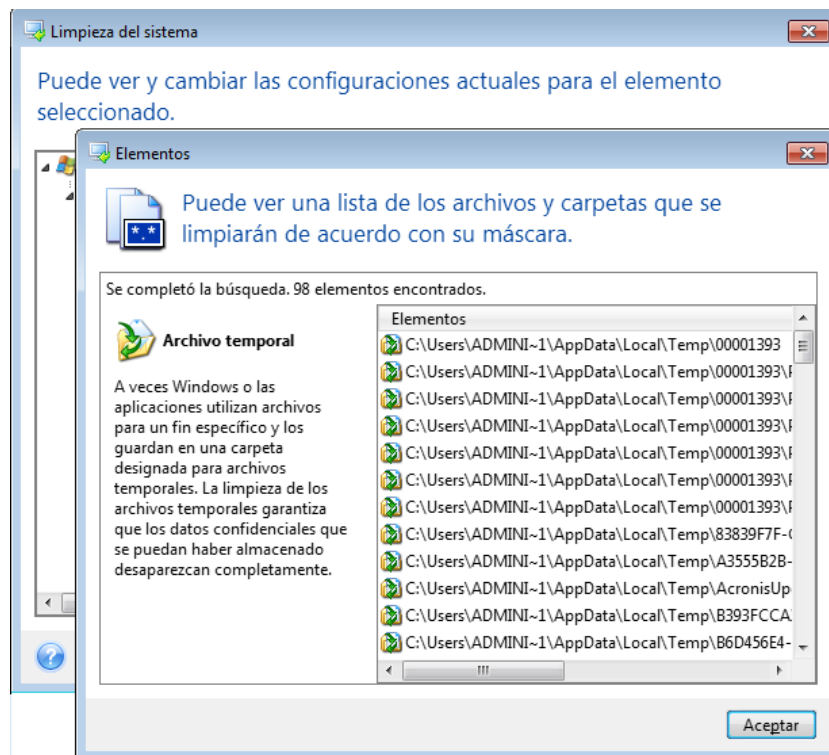 Limpieza del sistema
Puede ver y cambiar las configuraciones actuales para el elemento
seleccionado.
Elementos
Puede ver una lista de los archivos y carpetas que se
limpiarán de acuerdo con su máscara.
*.*
Se completó la búsqueda. 98 elementos encontrados.
Archivo temporal
A veces Windows o las
aplicaciones utilizan archivos
para un fin específico y los
guardan en una carpeta
designada para archivos
temporales. La limpieza de los
archivos temporales garantiza
que los datos confidenciales que
se puedan haber almacenado
desaparezcan completamente.
Elementos
C:\Users\ADMINI~1\AppData\Local\Temp\00001393
C:\Users\ADMINI~1\AppData\Local\Temp\00001393\
C:\Users\ADMINI~1\AppData\Local\Temp\00001393\
C:\Users\ADMINI~1\AppData\Local\Temp\00001393\
C:\Users\ADMINI~1\AppData\Local\Temp\00001393\
C:\Users\ADMINI~1\AppData\Local\Temp\00001393\
C:\Users\ADMINI~1\AppData\Local\Temp\00001393\
C:\Users\ADMINI~1\AppData\Local\Temp\83839F7F-
C:\Users\ADMINI~1\AppData\Local\Temp\A3555B2B-
C:\Users\ADMINI~1\AppData\Local\Temp\AcronisUp
C:\Users\ADMINI~1\AppData\Local\Temp\B393FCCA
C:\Users\ADMINI~1\AppData\Local\Temp\B6D456E4-
Aceptar